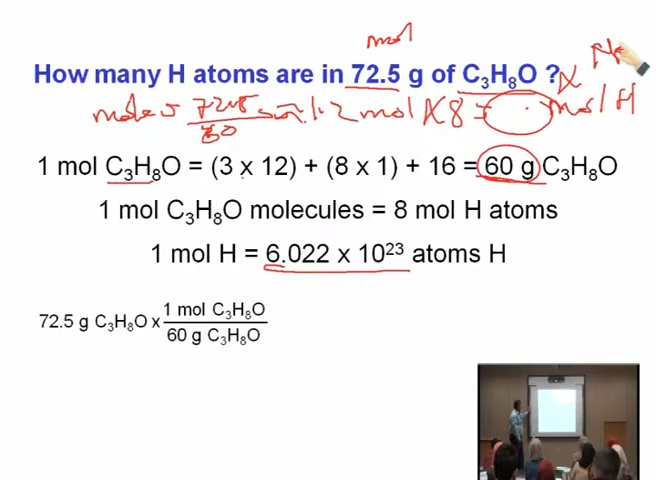 mol
How many H atoms are in 72.5 g of C₃H₈O ? x
moles 72.5/60 1.2 mol x 8 = mol H
1 mol C₃H₈O = (3 x 12) + (8 x 1) + 16 = 60 g C₃H₈O
1 mol C₃H₈O molecules = 8 mol H atoms
1 mol H = 6.022 x 10²³ atoms H
72.5 g C₃H₈O x 1 mol C₃H₈O
60 g C₃H₈O